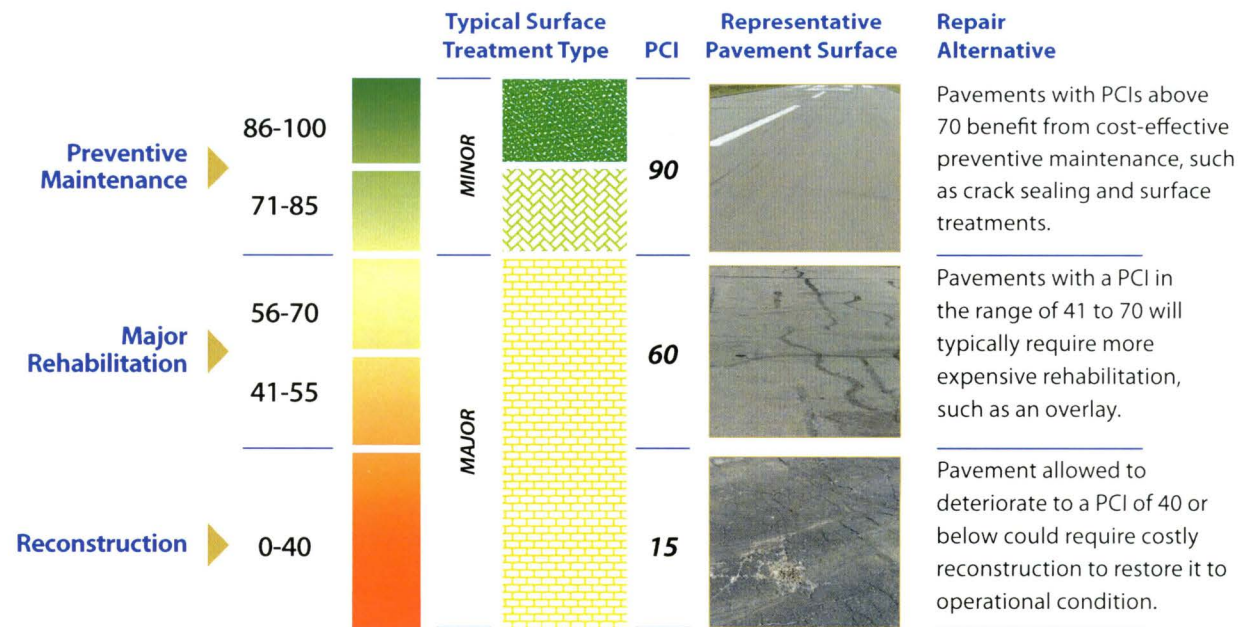 Typical Surface
Treatment Type
PCI
Representative
Pavement Surface
Repair
Alternative
Preventive
Maintenance
86-100
71-85
MINOR
90
Pavements with PCIs above
70 benefit from cost-effective
preventive maintenance, such
as crack sealing and surface
treatments.
Major
Rehabilitation
56-70
41-55
MAJOR
60
Pavements with a PCI in
the range of 41 to 70 will
typically require more
expensive rehabilitation,
such as an overlay.
Reconstruction
0-40
15
Pavement allowed to
deteriorate to a PCI of 40 or
below could require costly
reconstruction to restore it to
operational condition.